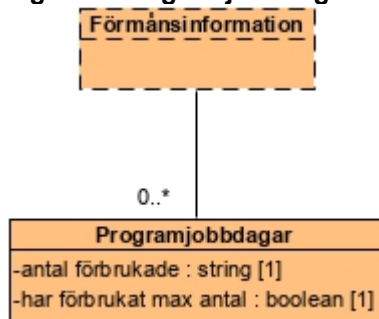 Förmånsinformation
0..*
Programjobbdagar
-antal förbrukade : string [1]
-har förbrukat max antal : boolean [1]